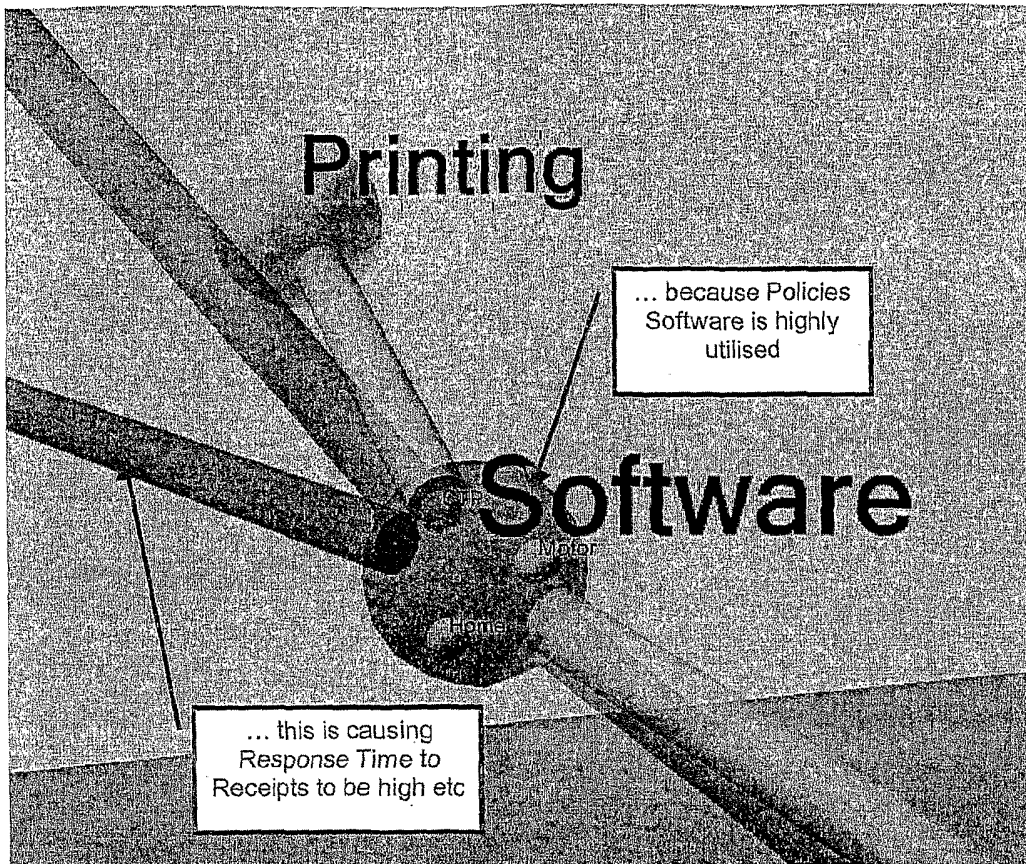 Printing
... because Policies
Software is highly
utilised
Software
Motor
Home
... this is causing
Response Time to
Receipts to be high etc